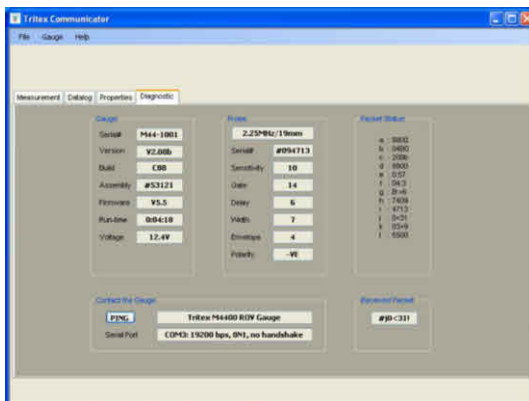 Tritex Communicator
File Gauge Help
Measurement Datalog Properties Diagnostic
Gauge
Serial# M44-1001
Version V2.00b
Build C00
Assembly #53121
Firmware V5.5
Run-time 0:04:18
Voltage 12.4V
Probe
2.25MHz/19mm
Serial# #094713
Sensitivity 10
Gate 14
Delay 6
Width 7
Envelope 4
Polarity -VE
Packet Status
Contact the Gauge
PING Tritex M4400 ROV Gauge
Serial Port COM3: 19200 bps, 8N1, no handshake
Received Packet
#j0<31!